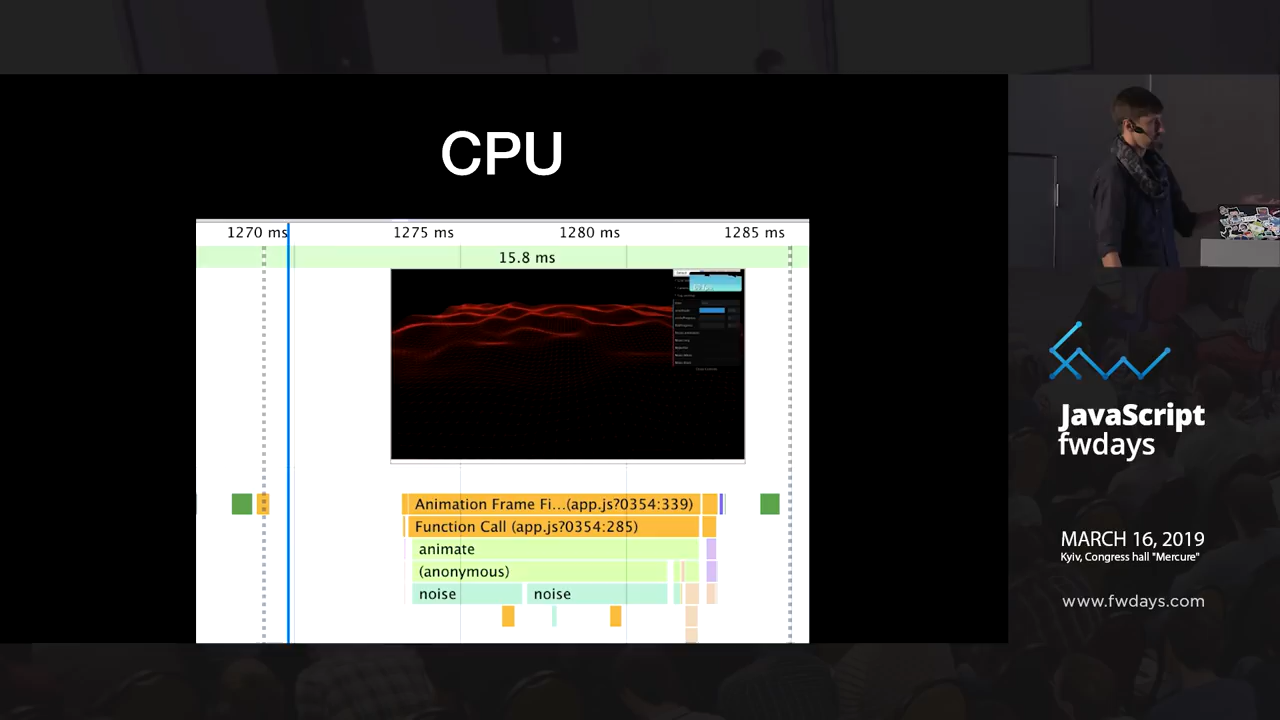 CPU
1270 ms
1275 ms
1280 ms
1285 ms
15.8 ms
Animation Frame Fi...(app.js?0354:339)
Function Call (app.js?0354:285)
animate
(anonymous)
noise
noise
JavaScript
fwdays
MARCH 16, 2019
Kyiv, Congress hall "Mercure"
www.fwdays.com